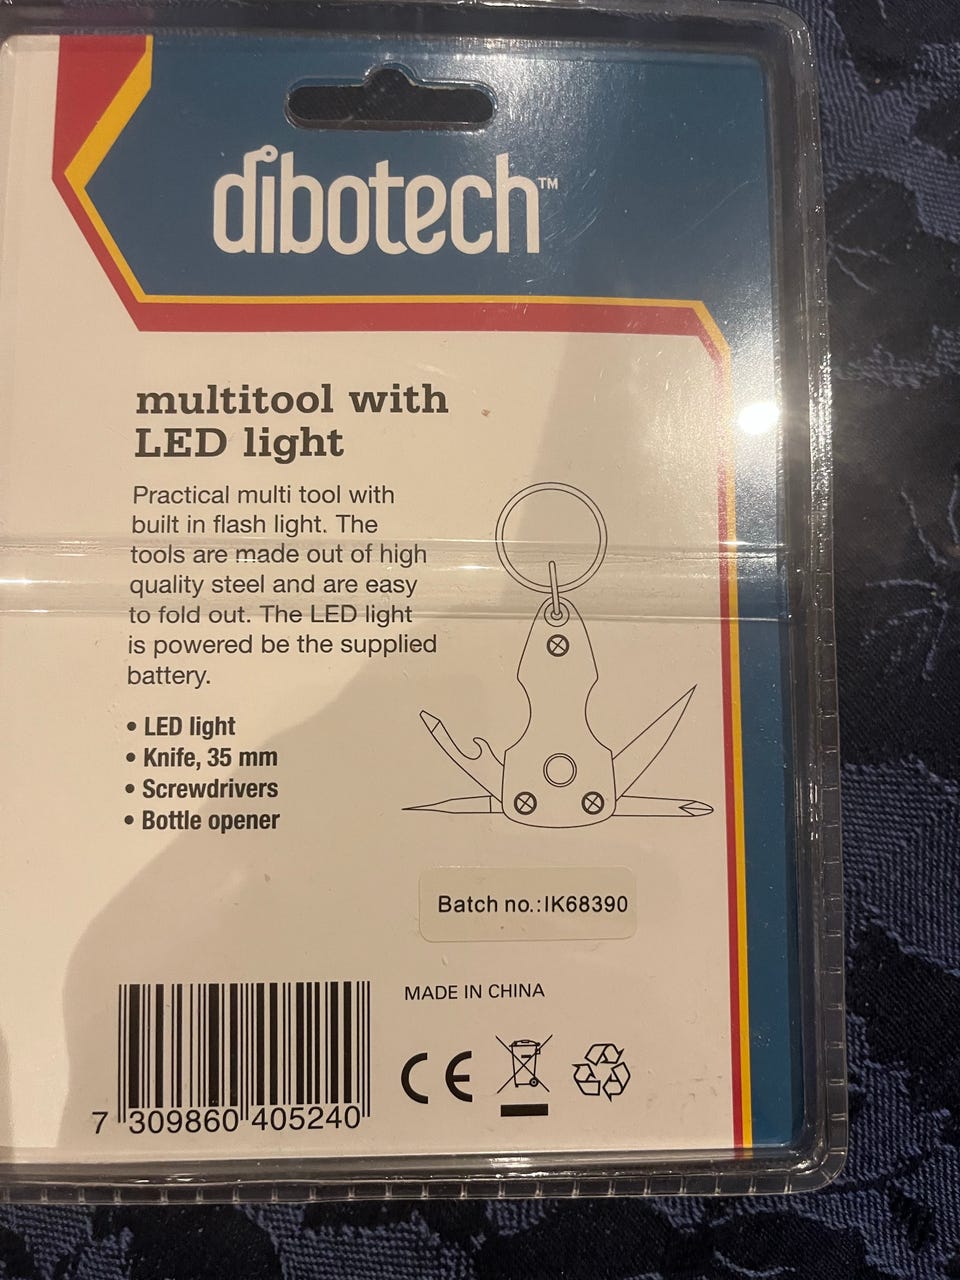 dibotech™
multitool with
LED light
Practical multi tool with
built in flash light. The
tools are made out of high
quality steel and are easy
to fold out. The LED light
is powered be the supplied
battery.
• LED light
• Knife, 35 mm
• Screwdrivers
• Bottle opener
Batch no.:IK68390
MADE IN CHINA
CE
7 309860 405240